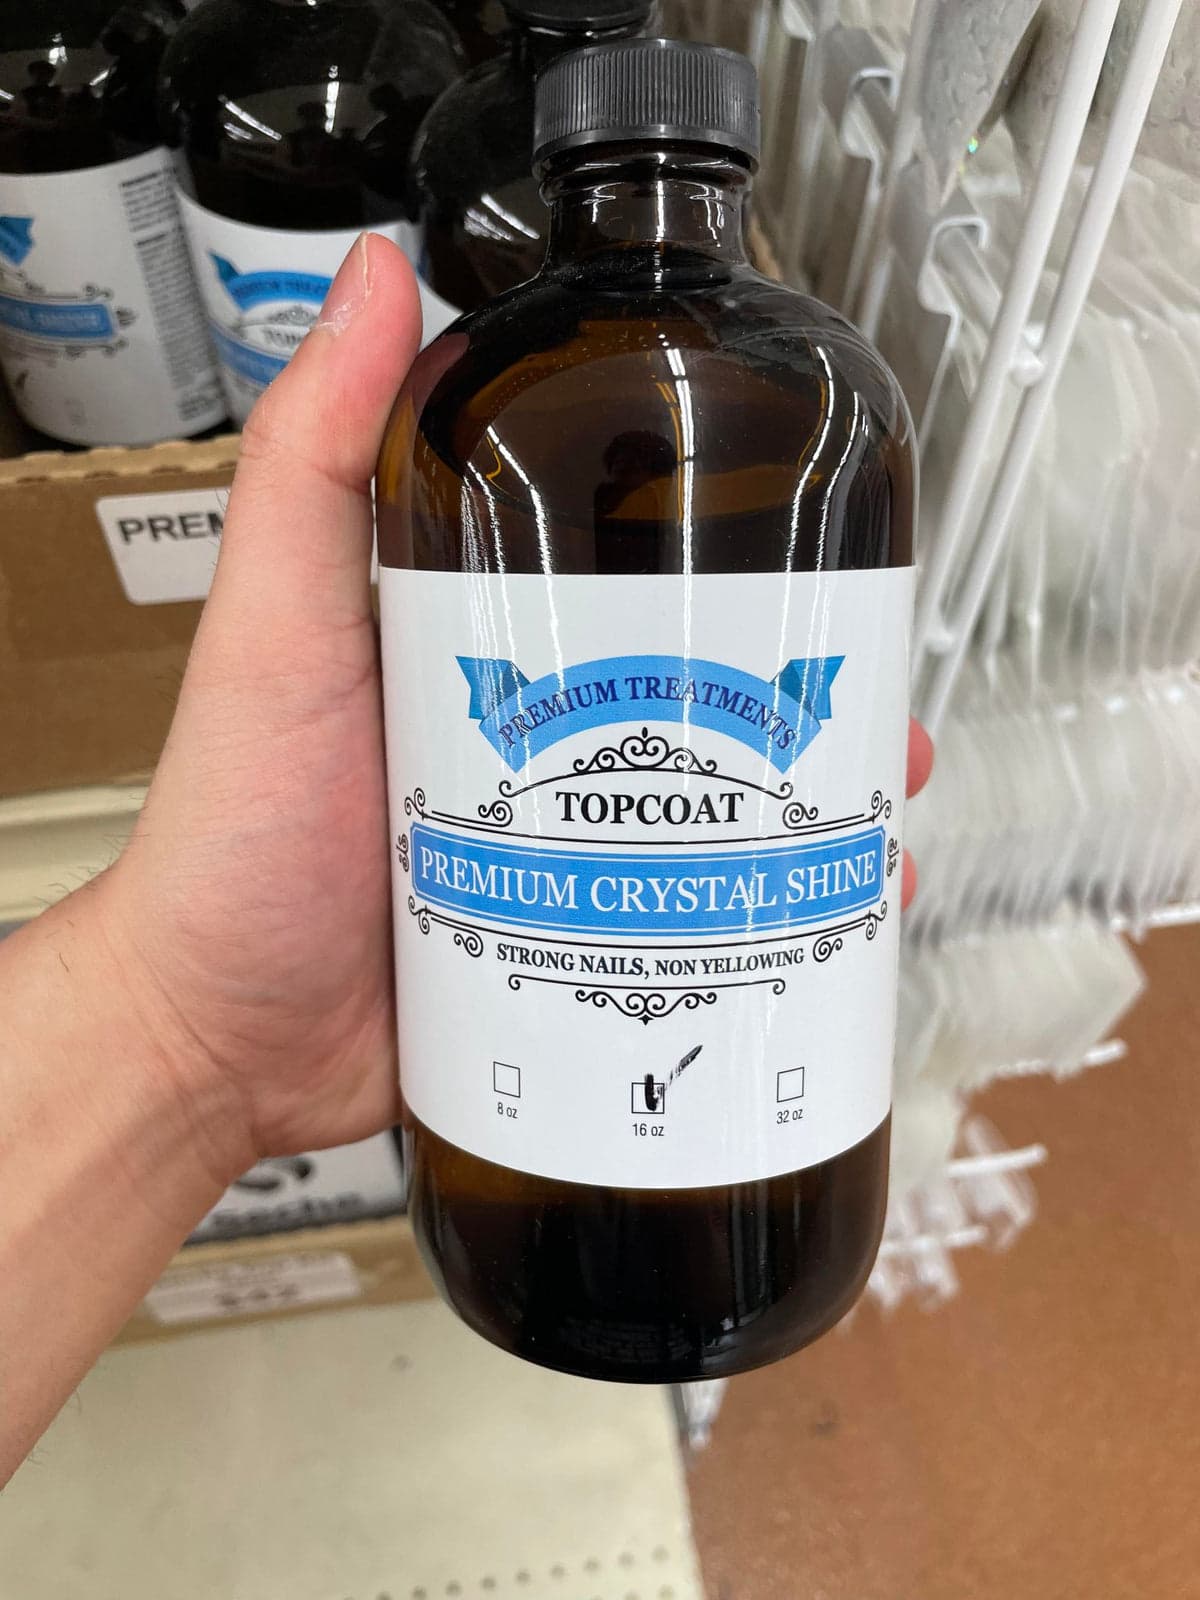 PREM
PREMIUM TREATMENTS
TOPCOAT
PREMIUM CRYSTAL SHINE
STRONG NAILS, NON YELLOWING
8 oz
16 oz
32 oz